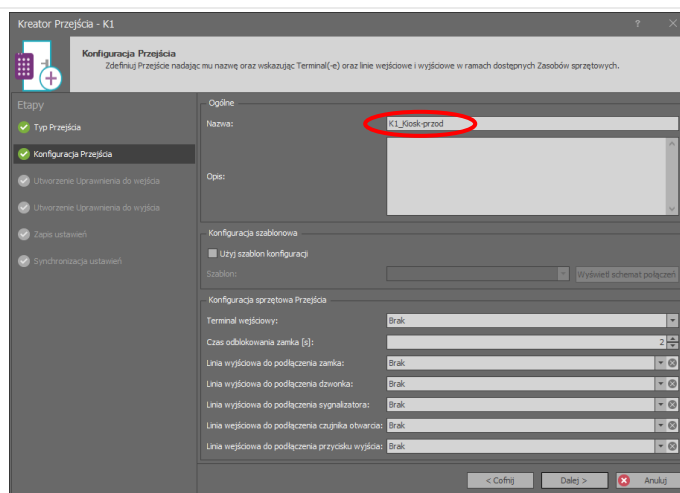 Kreator Przejścia - K1
Konfiguracja Przejścia
Zdefiniuj Przejście nadając mu nazwę oraz wskazując Terminal(-e) oraz linie wejściowe i wyjściowe w ramach dostępnych Zasobów sprzętowych.
Etapy
Typ Przejścia
Konfiguracja Przejścia
Utworzenie Uprawnienia do wejścia
Utworzenie Uprawnienia do wyjścia
Zapis ustawień
Synchronizacja ustawień
Ogólne
Nazwa: K1_Kiosk-przod
Opis:
Konfiguracja szablonowa
Użyj szablon konfiguracji
Szablon: Wyświetl schemat połączeń
Konfiguracja sprzętowa Przejścia
Terminal wejściowy: Brak
Czas odblokowania zamka [s]: 2
Linia wyjściowa do podłączenia zamka: Brak
Linia wyjściowa do podłączenia dzwonka: Brak
Linia wyjściowa do podłączenia sygnalizatora: Brak
Linia wejściowa do podłączenia czujnika otwarcia: Brak
Linia wejściowa do podłączenia przycisku wyjścia: Brak
< Cofnij Dalej > Anuluj